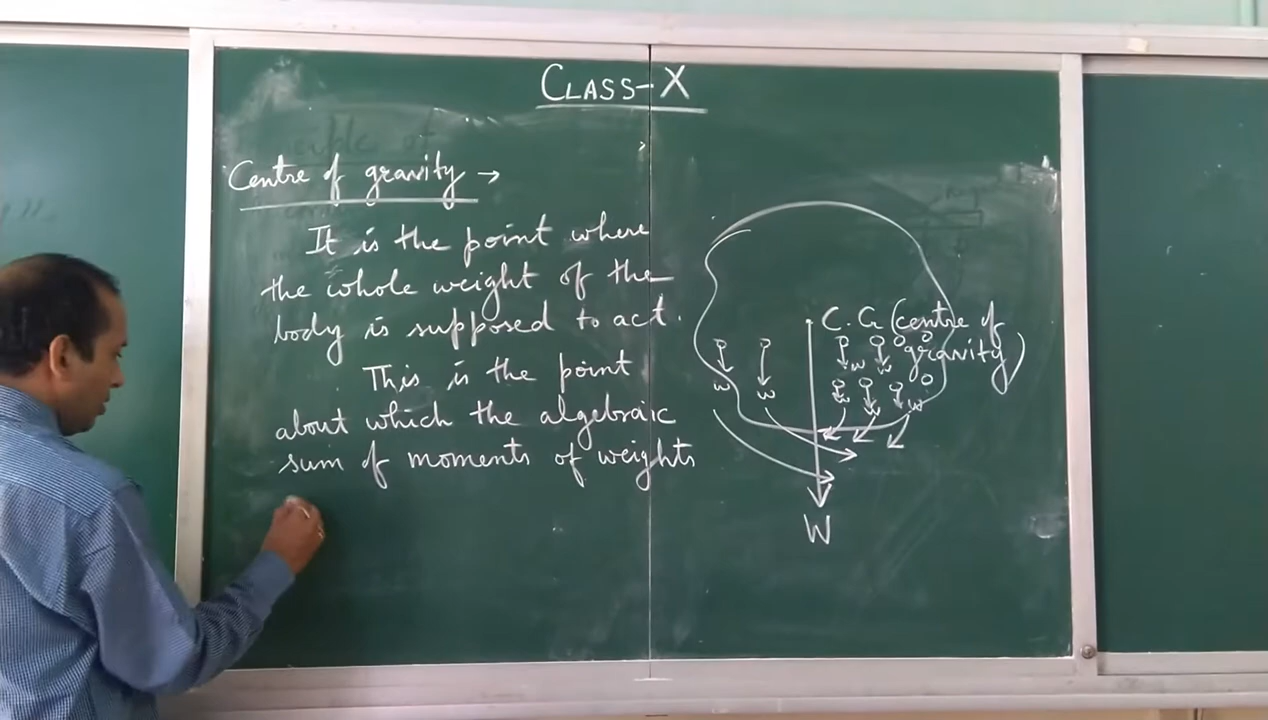 CLASS-X
Centre of gravity →
It is the point where
the whole weight of the
body is supposed to act.
This is the point
about which the algebraic
sum of moments of weights
C. G (centre of
gravity)
w w w w
w w w w w
W